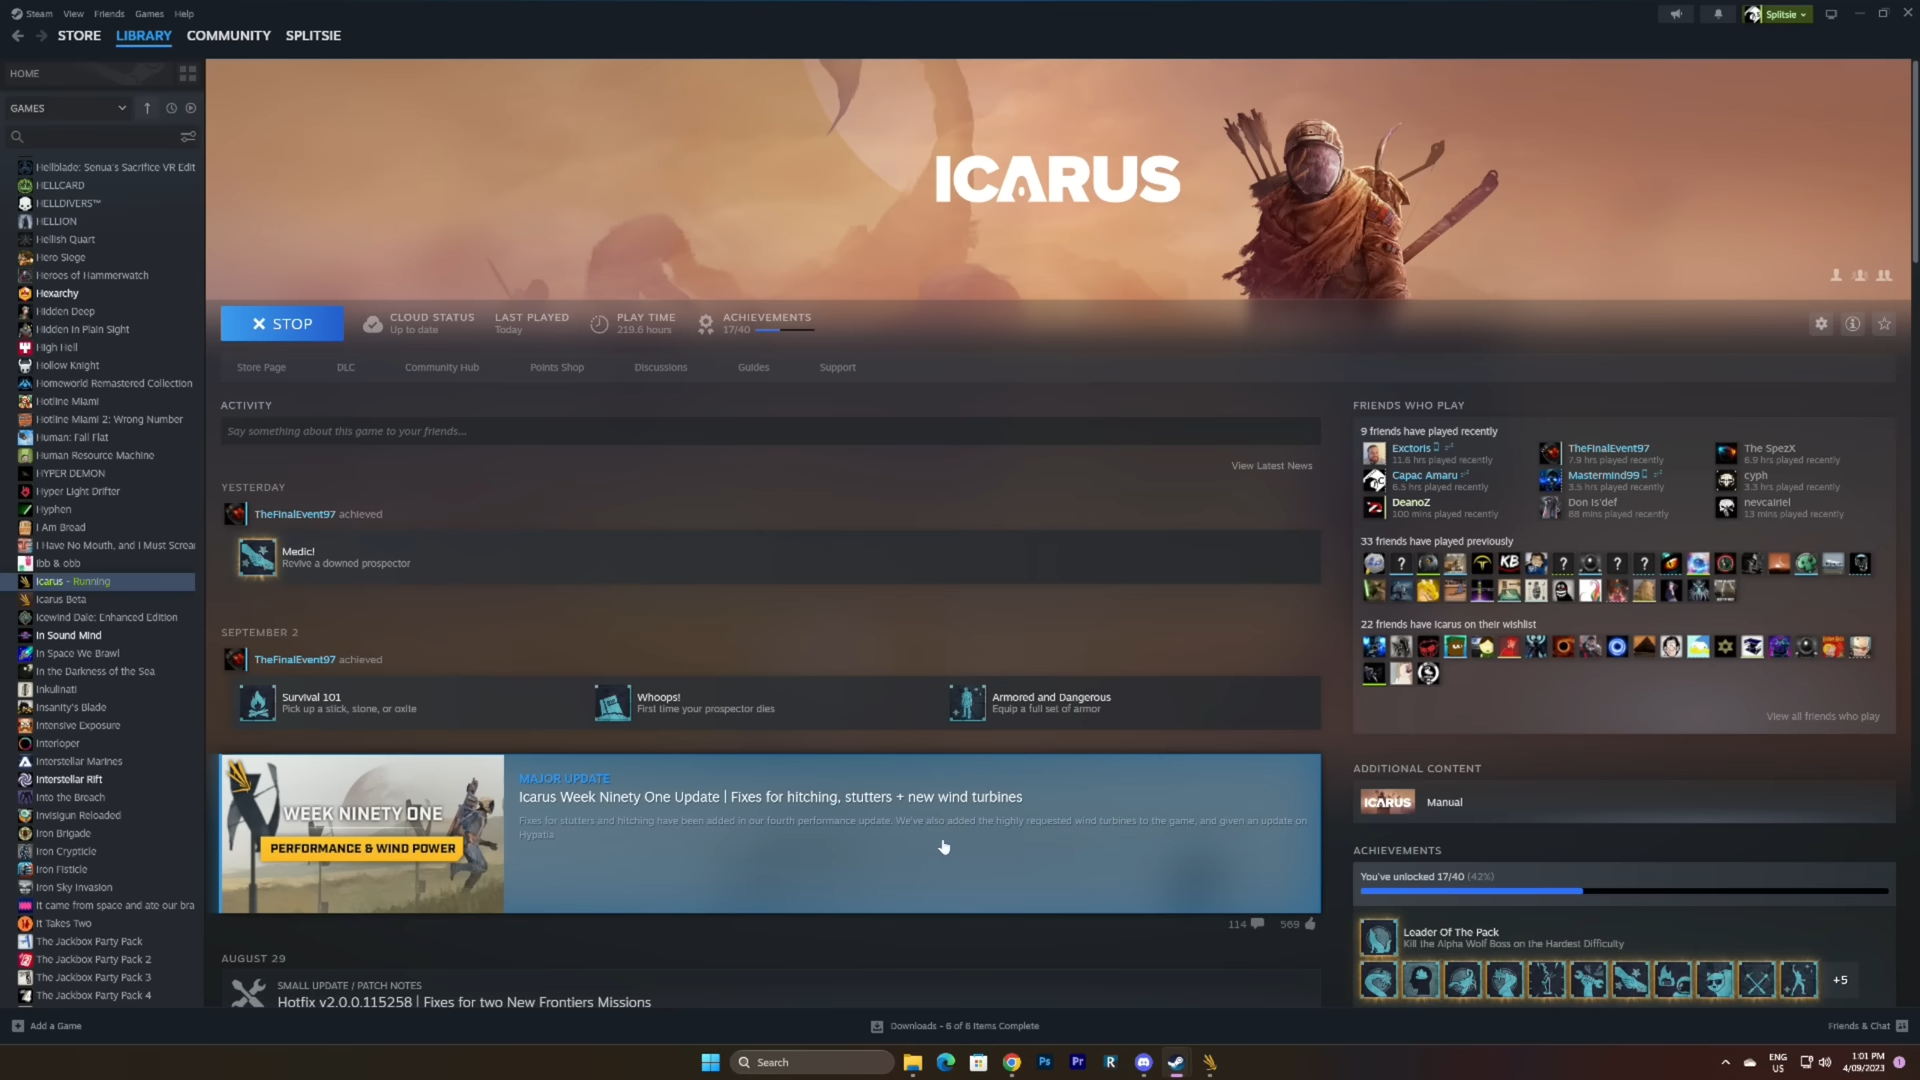 Steam View Friends Games Help
Splitsie
STORE LIBRARY COMMUNITY SPLITSIE
HOME
GAMES
Hellblade: Senua's Sacrifice VR Edit
HELLCARD
HELLDIVERS™
HELLION
Hellish Quart
Hero Siege
Heroes of Hammerwatch
Hexarchy
Hidden Deep
Hidden in Plain Sight
High Hell
Hollow Knight
Homeworld Remastered Collection
Hotline Miami
Hotline Miami 2: Wrong Number
Human: Fall Flat
Human Resource Machine
HYPER DEMON
Hyper Light Drifter
Hyphen
I Am Bread
I Have No Mouth, and I Must Screa
ibb & obb
Icarus - Running
Icarus Beta
Icewind Dale: Enhanced Edition
In Sound Mind
In Space We Brawl
In the Darkness of the Sea
Inkulinati
Insanity's Blade
Intensive Exposure
Interloper
Interstellar Marines
Interstellar Rift
Into the Breach
Invisigun Reloaded
Iron Brigade
Iron Crypticle
Iron Fisticle
Iron Sky Invasion
It came from space and ate our bra
It Takes Two
The Jackbox Party Pack
The Jackbox Party Pack 2
The Jackbox Party Pack 3
The Jackbox Party Pack 4
Add a Game
ICARUS
STOP
CLOUD STATUS
Up to date
LAST PLAYED
Today
PLAY TIME
219.6 hours
ACHIEVEMENTS
17/40
Store Page DLC Community Hub Points Shop Discussions Guides Support
ACTIVITY
Say something about this game to your friends...
View Latest News
YESTERDAY
TheFinalEvent97 achieved
Medic!
Revive a downed prospector
SEPTEMBER 2
TheFinalEvent97 achieved
Survival 101
Pick up a stick, stone, or oxite
Whoops!
First time your prospector dies
Armored and Dangerous
Equip a full set of armor
WEEK NINETY ONE
PERFORMANCE & WIND POWER
MAJOR UPDATE
Icarus Week Ninety One Update | Fixes for hitching, stutters + new wind turbines
Fixes for stutters and hitching have been added in our fourth performance update. We've also added the highly requested wind turbines to the game, and given an update on
Hypatia
114 569
AUGUST 29
SMALL UPDATE / PATCH NOTES
Hotfix v2.0.0.115258 | Fixes for two New Frontiers Missions
FRIENDS WHO PLAY
9 friends have played recently
Exctoris
11.6 hrs played recently
TheFinalEvent97
7.9 hrs played recently
The SpezX
6.9 hrs played recently
Capac Amaru
6.5 hrs played recently
Mastermind99
3.5 hrs played recently
cyph
3.3 hrs played recently
DeanoZ
100 mins played recently
Don Is'def
88 mins played recently
nevcairiel
13 mins played recently
33 friends have played previously
KB
22 friends have Icarus on their wishlist
View all friends who play
ADDITIONAL CONTENT
ICARUS
Manual
ACHIEVEMENTS
You've unlocked 17/40 (42%)
Leader Of The Pack
Kill the Alpha Wolf Boss on the Hardest Difficulty
+5
Downloads - 6 of 6 Items Complete
Friends & Chat
Search
Ps
Pr
R
ENG
US
1:01 PM
4/09/2023
1